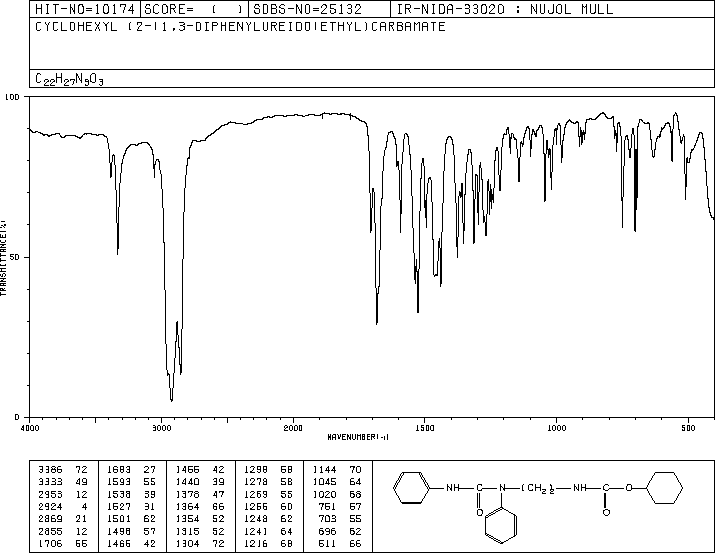 HIT-NO=10174 SCORE= ( ) SDBS-NO=25132 IR-NIDA-33020 : NUJOL MULL
CYCLOHEXYL (2-(1,3-DIPHENYLUREIDO)ETHYL)CARBAMATE
C22H27N3O3
100
50
0
TRANSMITTANCE(%)
4000 3000 2000 1500 1000 500
WAVENUMBER(-1)
3386 72 1683 27 1466 42 1298 58 1144 70
3333 49 1593 55 1440 39 1278 58 1045 64
2953 12 1538 39 1378 47 1269 55 1020 68
2924 4 1527 31 1364 66 1266 60 751 57
2869 21 1501 62 1354 52 1248 62 703 55
2855 12 1498 57 1315 52 1241 64 696 52
1706 55 1466 42 1304 72 1216 68 511 66
NH C N (CH2)2 NH C O
O O